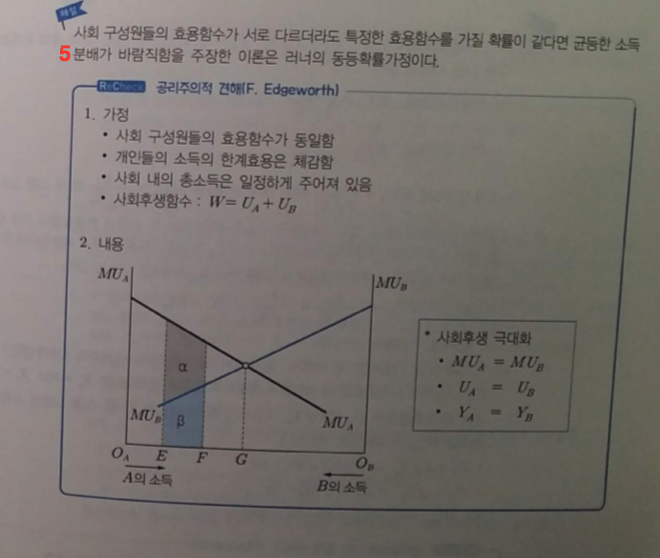 해설
사회 구성원들의 효용함수가 서로 다르더라도 특정한 효용함수를 가질 확률이 같다면 균등한 소득
5 분배가 바람직함을 주장한 이론은 러너의 동등확률가정이다.
ReCheck 공리주의적 견해(F. Edgeworth)
1. 가정
• 사회 구성원들의 효용함수가 동일함
• 개인들의 소득의 한계효용은 체감함
• 사회 내의 총소득은 일정하게 주어져 있음
• 사회후생함수 : W = U_A + U_B
2. 내용
MU_A
MU_B
* 사회후생 극대화
• MU_A = MU_B
• U_A = U_B
• Y_A = Y_B
α
MU_B β MU_A
O_A E F G O_B
A의 소득 B의 소득